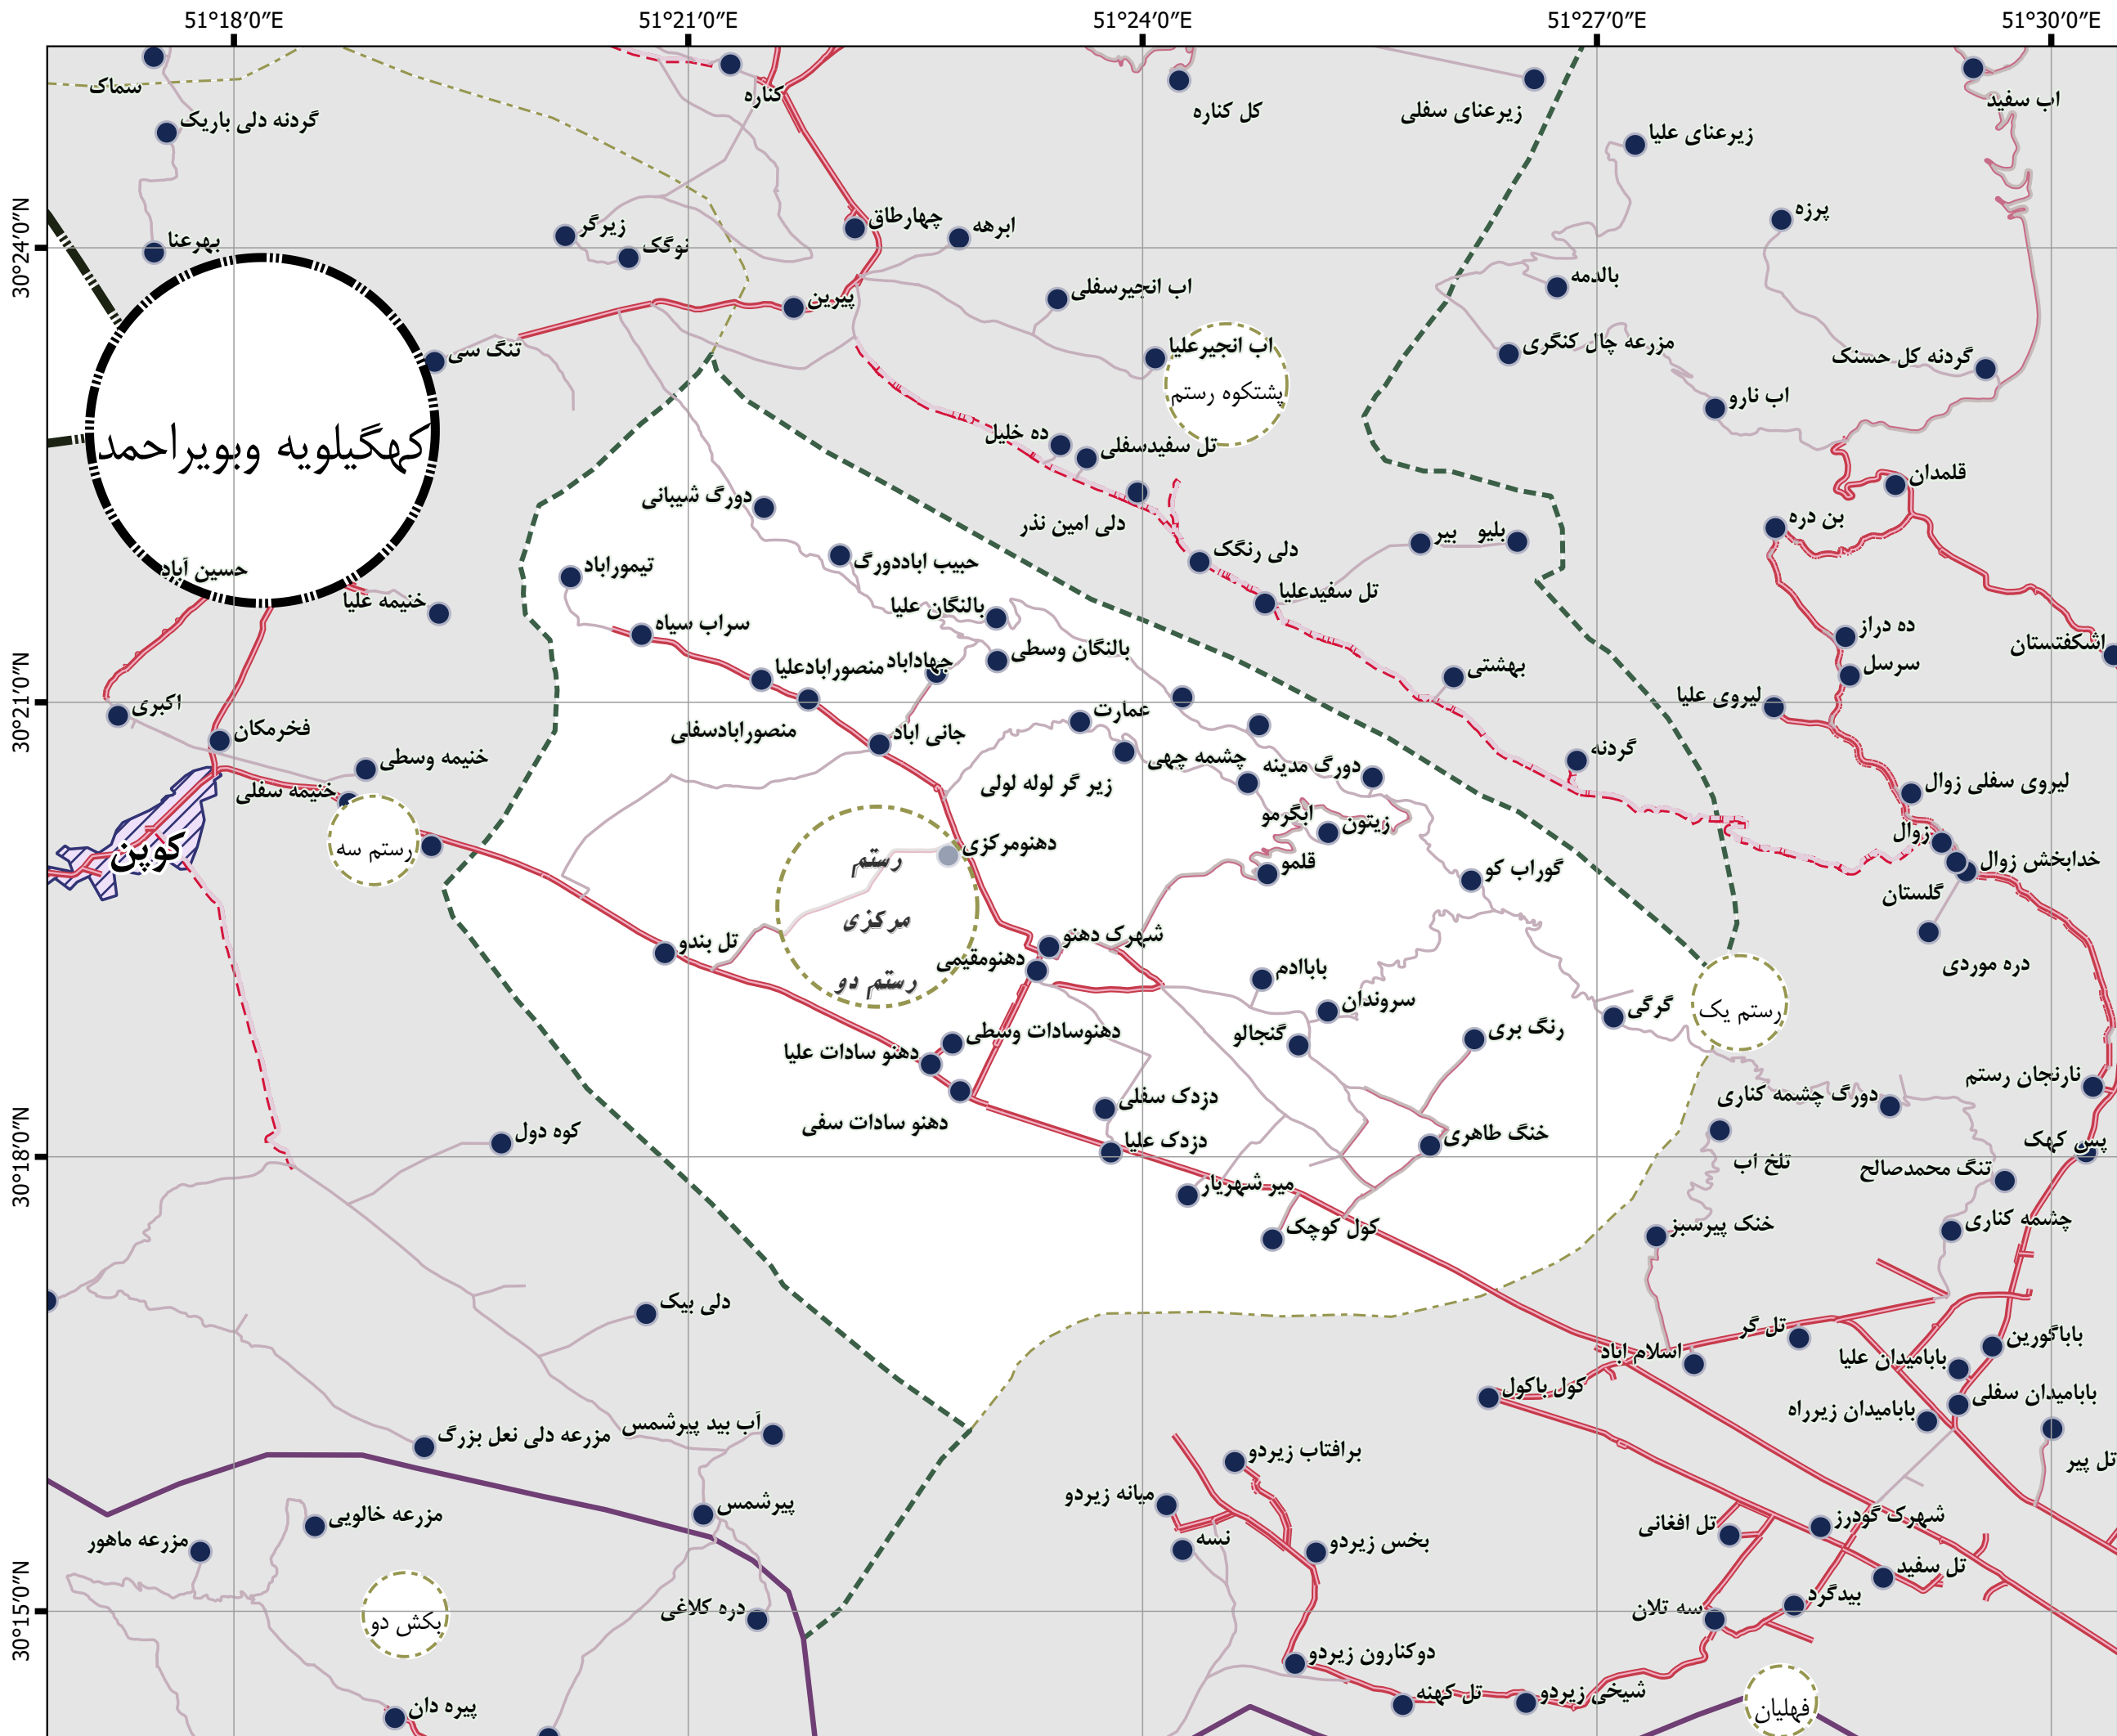 51°18′0″E
51°21′0″E
51°24′0″E
51°27′0″E
51°30′0″E
سماک
کناره
کل کناره
زیرعنای سفلی
اب سفید
گردنه دلی باریک
زیرعنای علیا
30°24′0″N
بهرعنا
زیرگر
نوگک
چهارطاق
ابرهه
پرزه
بالدمه
پیرین
اب انجیرسفلی
تنگ سی
اب انجیرعلیا
پشتکوه رستم
مزرعه چال کنگری
گردنه کل حسنک
اب نارو
کهگیلویه وبویراحمد
ده خلیل
تل سفیدسفلی
قلمدان
دورگ شیبانی
دلی امین نذر
بن دره
حسین آباد
تیموراباد
حبیب اباددورگ
دلی رنگک
بیر
بلیو
خنیمه علیا
سراب سیاه
بالنگان علیا
تل سفیدعلیا
ده دراز
اشکفتستان
30°21′0″N
منصورابادعلیا
جهاداباد
بالنگان وسطی
بهشتی
سرسل
اکبری
فخرمکان
منصورابادسفلی
جانی اباد
عمارت
لیروی علیا
خنیمه وسطی
زیر گر لوله لولی
چشمه چهی
دورگ مدینه
گردنه
لیروی سفلی زوال
خنیمه سفلی
کوپن
رستم سه
رستم
مرکزی
رستم دو
دهنومرکزی
ابگرمو
زیتون
زوال
قلمو
گوراب کو
خدابخش زوال
گلستان
تل بندو
شهرک دهنو
دهنومقیمی
باباادم
دره موردی
سروندان
گرگی
رستم یک
دهنوسادات وسطی
دهنو سادات علیا
گنجالو
رنگ بری
نارنجان رستم
دهنو سادات سفی
دزدک سفلی
دورگ چشمه کناری
30°18′0″N
کوه دول
دزدک علیا
خنگ طاهری
تلخ اب
پس کهک
تنگ محمدصالح
میر شهریار
کول کوچک
خنک پیرسبز
چشمه کناری
دلی بیک
تل گر
باباگورین
اسلام اباد
بابامیدان علیا
کول باکول
بابامیدان سفلی
بابامیدان زیرراه
مزرعه دلی نعل بزرگ
آب بید پیرشمس
برافتاب زیردو
تل پیر
میانه زیردو
پیرشمس
مزرعه خالویی
مزرعه ماهور
نسه
بخس زیردو
تل افغانی
شهرک گودرز
تل سفید
30°15′0″N
بکش دو
دره کلاغی
سه تلان
بیدگرد
دوکنارون زیردو
پیره دان
تل کهنه
شیخی زیردو
فهلیان